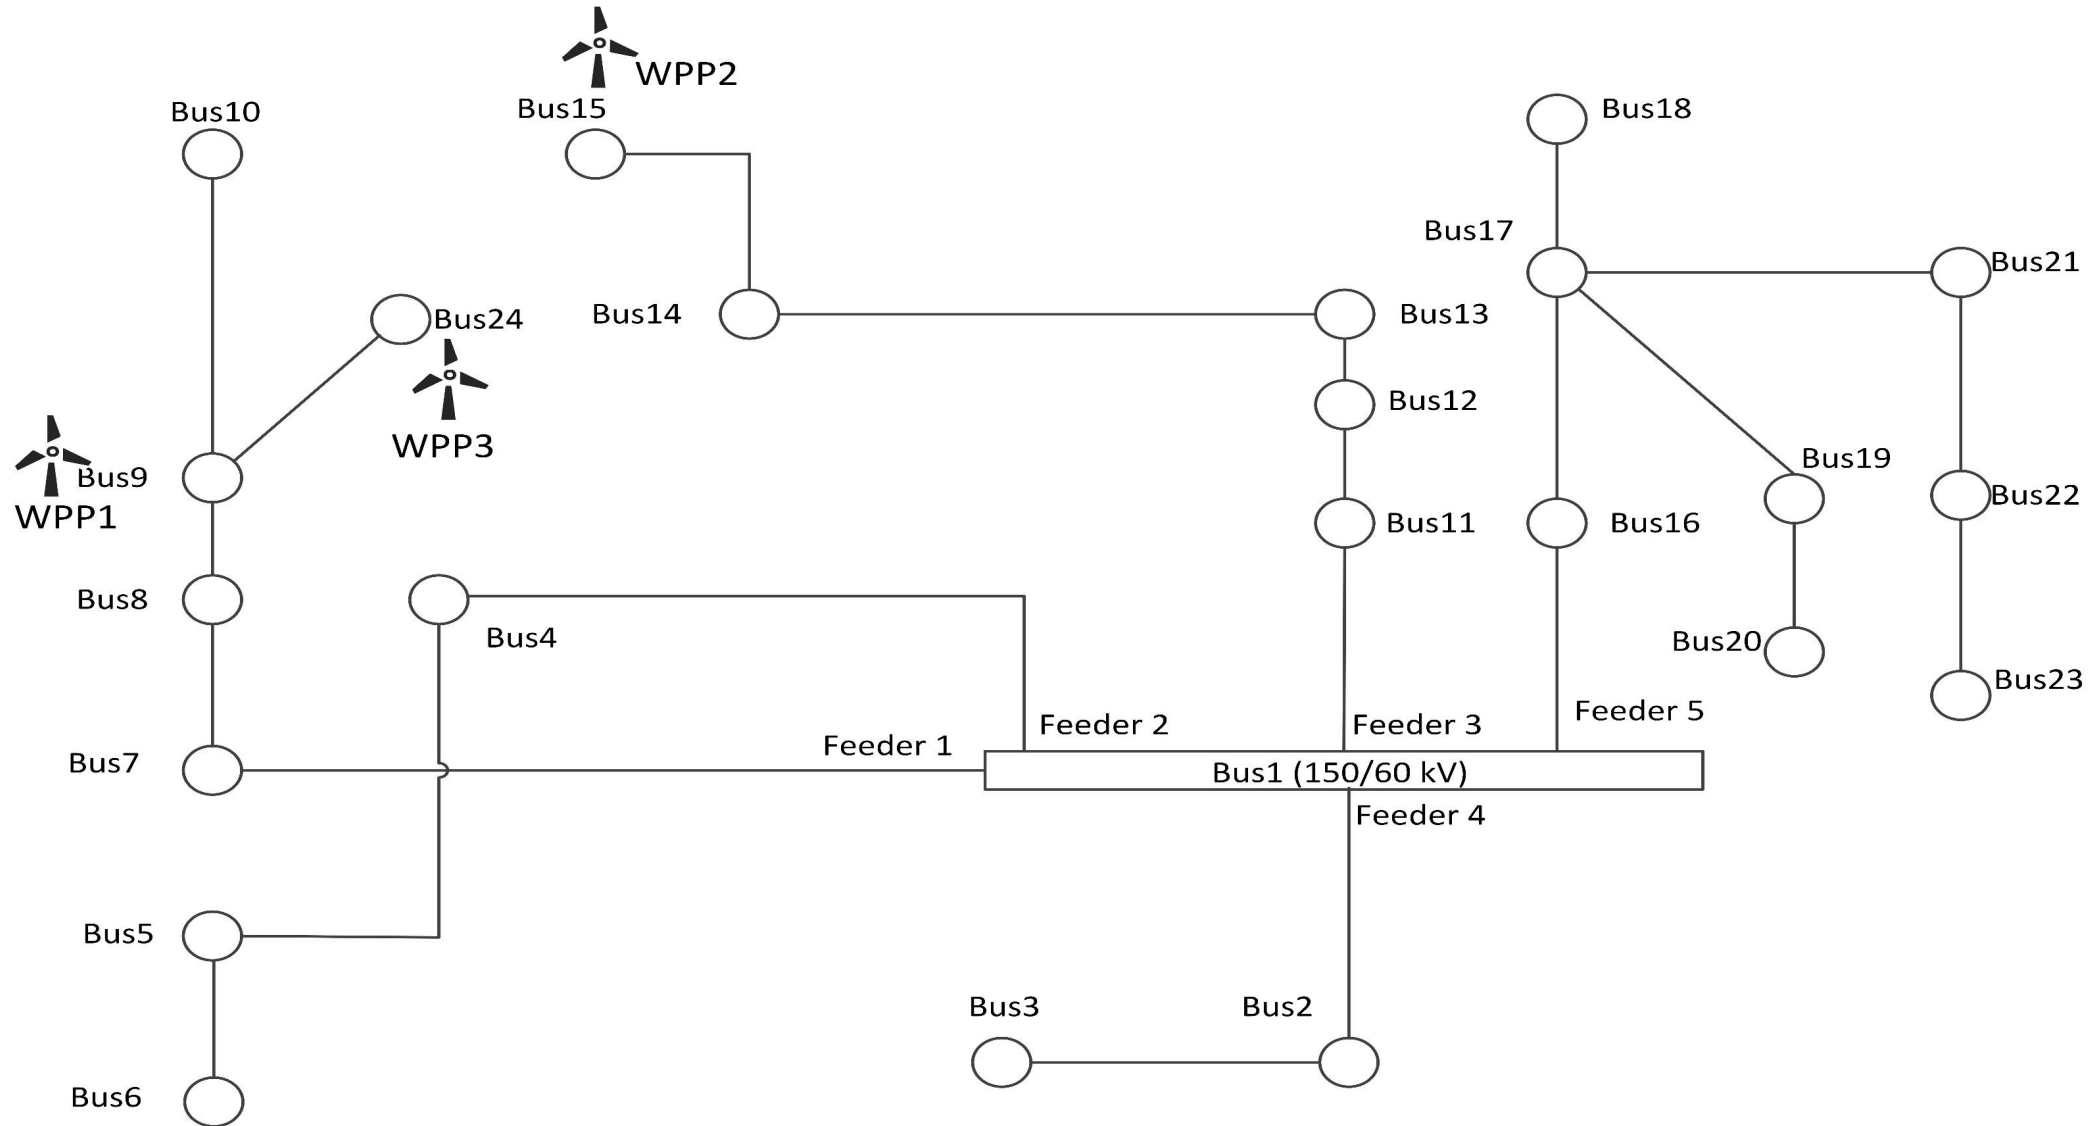 WPP2
Bus10
Bus15
Bus18
Bus17
Bus21
Bus24
Bus14
Bus13
Bus12
WPP3
Bus9
Bus19
WPP1
Bus11
Bus16
Bus22
Bus8
Bus4
Bus20
Bus23
Feeder 1
Feeder 2
Feeder 3
Feeder 5
Bus7
Bus1 (150/60 kV)
Feeder 4
Bus5
Bus3
Bus2
Bus6